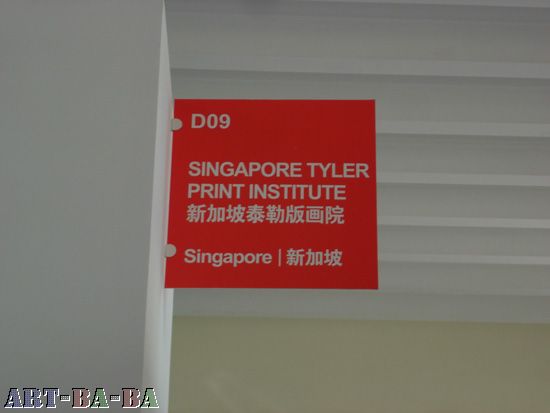 D09
SINGAPORE TYLER
PRINT INSTITUTE
新加坡泰勒版画院
Singapore | 新加坡
ART-BA-BA